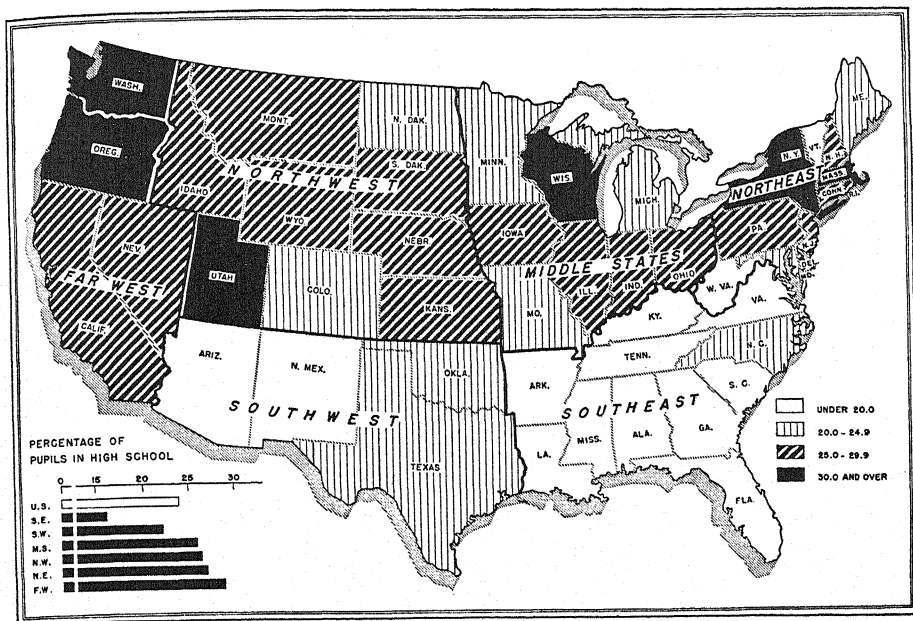 WASH.
OREG.
MONT.
IDAHO
WYO.
NORTHWEST
N. DAK.
S. DAK
NEBR.
KANS.
UTAH
COLO.
NEV.
CALIF.
FAR WEST
ARIZ.
N. MEX.
OKLA.
TEXAS
SOUTHWEST
MINN.
WIS.
MICH.
IOWA
MO.
ILL.
IND.
OHIO
MIDDLE STATES
ME.
VT.
N. H.
N.Y.
MASS
CONN.
R.I.
PA.
N.J.
DEL.
MD.
NORTHEAST
W. VA.
VA.
KY.
TENN.
N. C.
S. C.
ARK.
LA.
MISS.
ALA.
GA.
FLA.
SOUTHEAST
UNDER 20.0
20.0 - 24.9
25.0 - 29.9
30.0 AND OVER
PERCENTAGE OF
PUPILS IN HIGH SCHOOL
0 15 20 25 30
U.S.
S.E.
S.W.
M.S.
N.W.
N.E.
F.W.